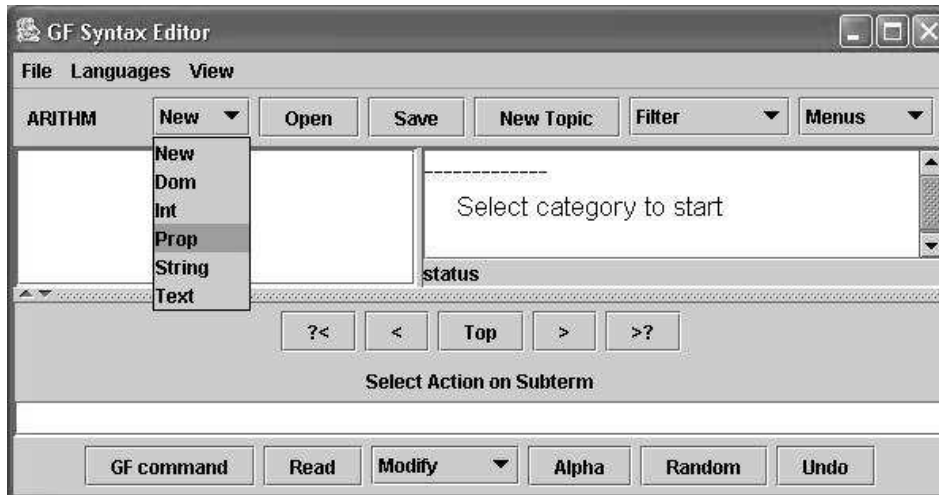 GF Syntax Editor
File Languages View
ARITHM New Open Save New Topic Filter Menus
New
Dom
Int
Prop
String
Text
-------------
Select category to start
status
?< < Top > >?
Select Action on Subterm
GF command Read Modify Alpha Random Undo